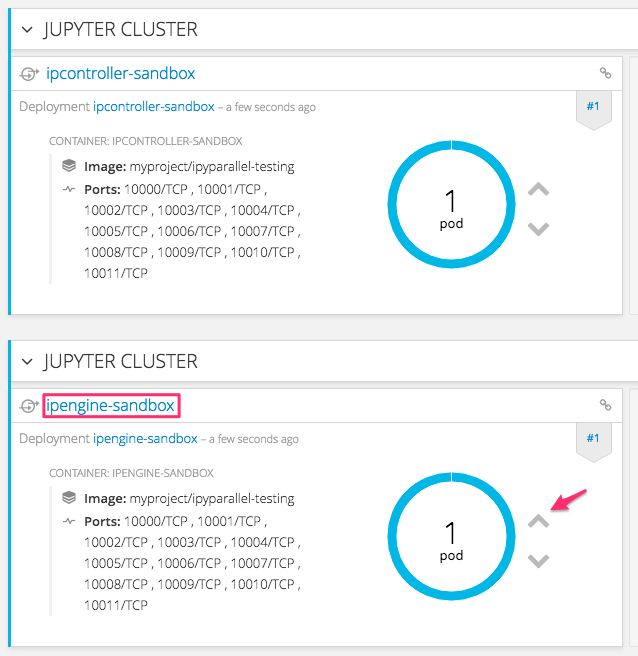 JUPYTER CLUSTER
ipcontroller-sandbox
Deployment ipcontroller-sandbox – a few seconds ago
#1
CONTAINER: IPCONTROLLER-SANDBOX
Image: myproject/ipyparallel-testing
Ports: 10000/TCP , 10001/TCP ,
10002/TCP , 10003/TCP , 10004/TCP ,
10005/TCP , 10006/TCP , 10007/TCP ,
10008/TCP , 10009/TCP , 10010/TCP ,
10011/TCP
1
pod
JUPYTER CLUSTER
ipengine-sandbox
Deployment ipengine-sandbox – a few seconds ago
#1
CONTAINER: IPENGINE-SANDBOX
Image: myproject/ipyparallel-testing
Ports: 10000/TCP , 10001/TCP ,
10002/TCP , 10003/TCP , 10004/TCP ,
10005/TCP , 10006/TCP , 10007/TCP ,
10008/TCP , 10009/TCP , 10010/TCP ,
10011/TCP
1
pod